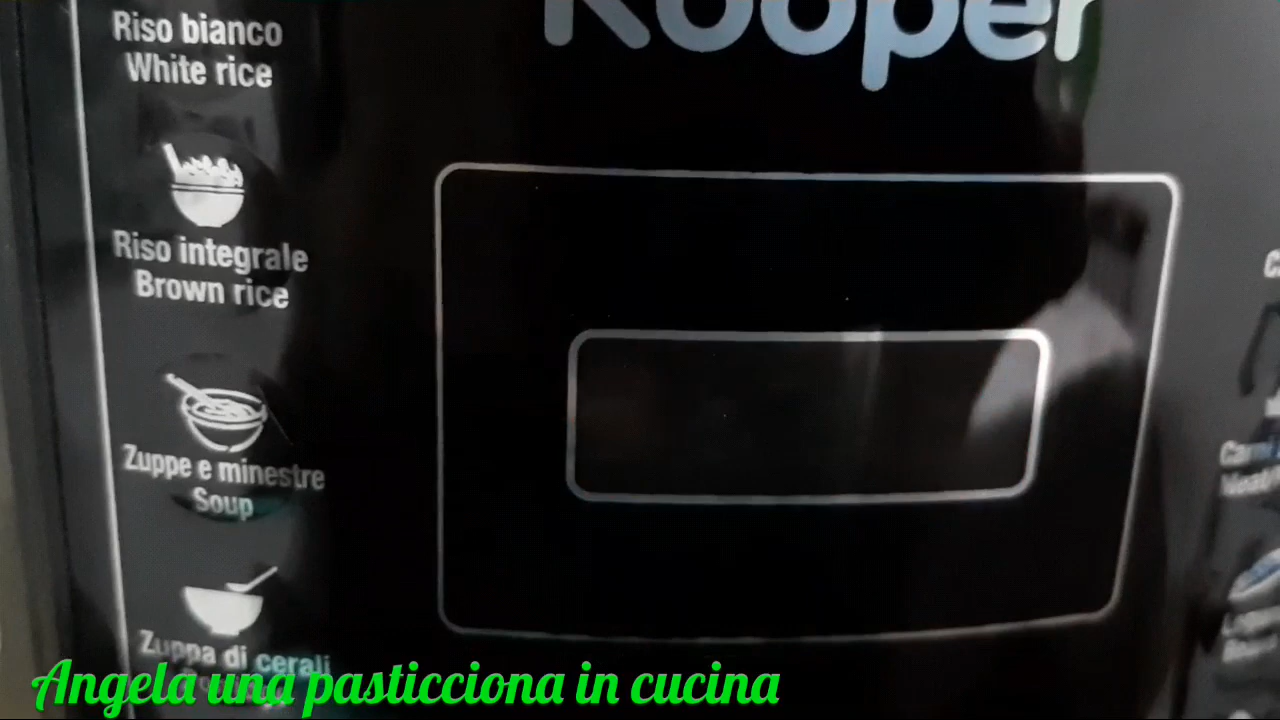 Kooper
Riso bianco
White rice
Riso integrale
Brown rice
Zuppe e minestre
Soup
Zuppa di cerali
Angela una pasticciona in cucina